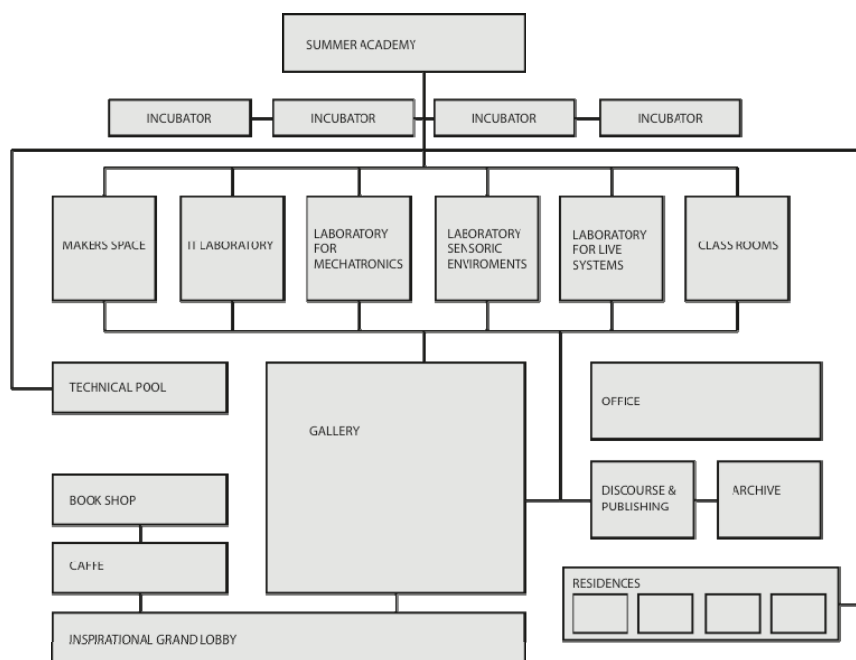 SUMMER ACADEMY
INCUBATOR
INCUBATOR
INCUBATOR
INCUBATOR
MAKERS SPACE
IT LABORATORY
LABORATORY
FOR
MECHATRONICS
LABORATORY
SENSORIC
ENVIROMENTS
LABORATORY
FOR LIVE
SYSTEMS
CLASS ROOMS
TECHNICAL POOL
GALLERY
OFFICE
BOOK SHOP
DISCOURSE &
PUBLISHING
ARCHIVE
CAFFE
RESIDENCES
INSPIRATIONAL GRAND LOBBY